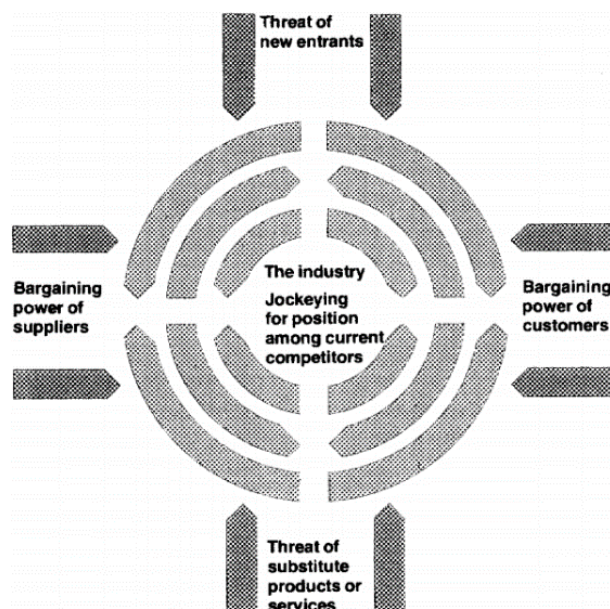 Threat of
new entrants
Bargaining
power of
suppliers
The industry
Jockeying
for position
among current
competitors
Bargaining
power of
customers
Threat of
substitute
products or
services